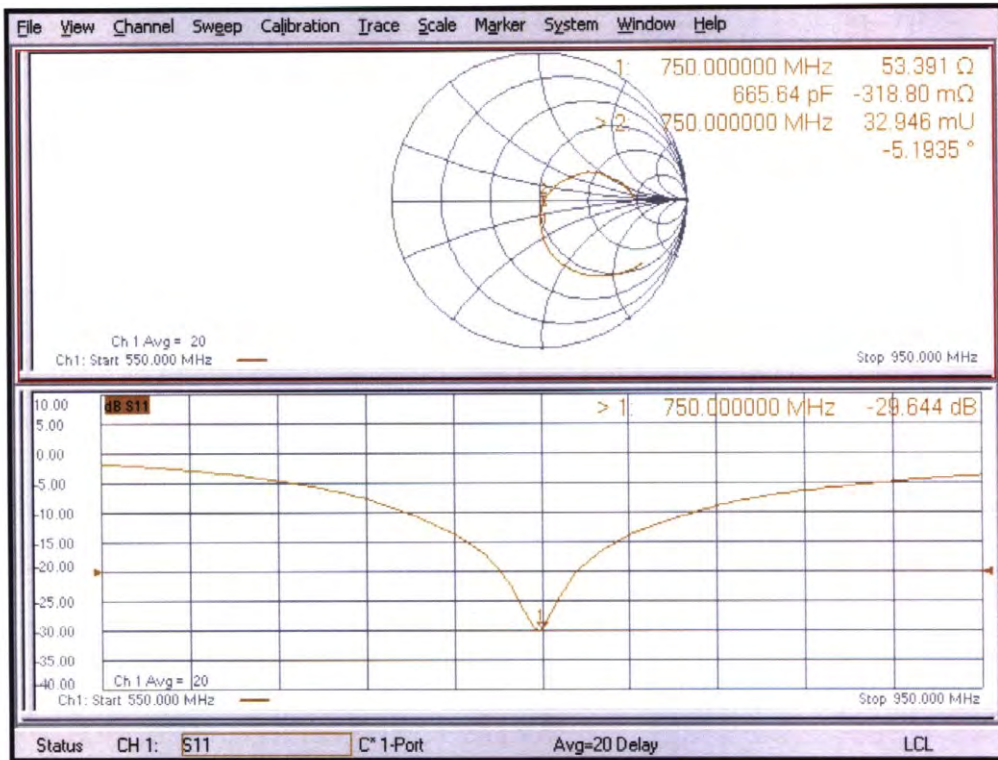 File View Channel Sweep Calibration Trace Scale Marker System Window Help
1: 750.000000 MHz 53.391 Ω
665.64 pF -318.80 mΩ
> 2: 750.000000 MHz 32.946 mU
-5.1935 °
Ch 1 Avg = 20
Ch1: Start 550.000 MHz
Stop 950.000 MHz
dB S11
> 1: 750.000000 MHz -29.644 dB
10.00
5.00
0.00
-5.00
-10.00
-15.00
-20.00
-25.00
-30.00
-35.00
-40.00
1
Ch 1 Avg = 20
Ch1: Start 550.000 MHz
Stop 950.000 MHz
Status CH 1: S11 C* 1-Port Avg=20 Delay LCL